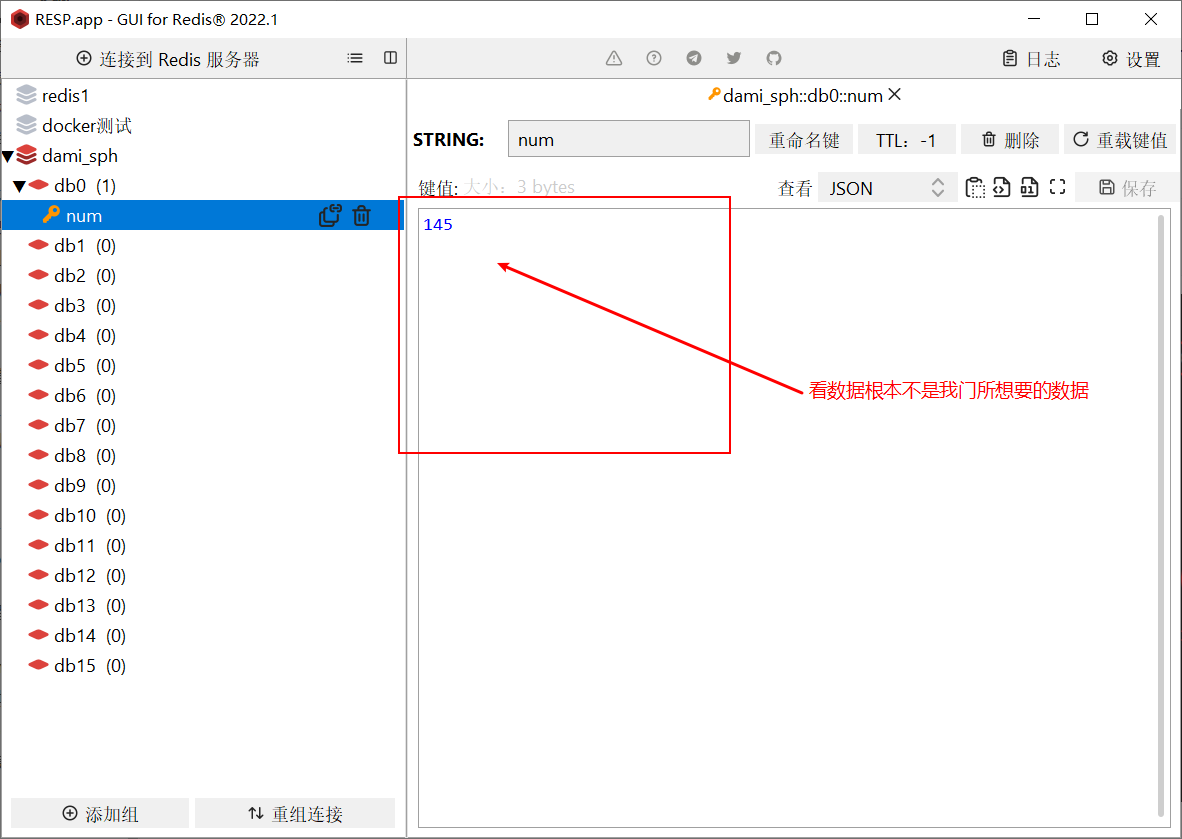 RESP.app - GUI for Redis® 2022.1
连接到 Redis 服务器
日志
设置
redis1
docker测试
dami_sph
db0 (1)
num
db1 (0)
db2 (0)
db3 (0)
db4 (0)
db5 (0)
db6 (0)
db7 (0)
db8 (0)
db9 (0)
db10 (0)
db11 (0)
db12 (0)
db13 (0)
db14 (0)
db15 (0)
添加组
重组连接
dami_sph::db0::num
STRING:
num
重命名键
TTL: -1
删除
重载键值
键值: 大小: 3 bytes
查看
JSON
保存
145
看数据根本不是我门所想要的数据